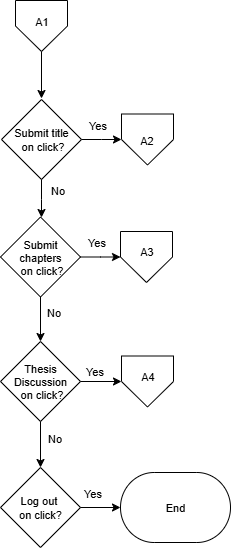 A1
Submit title
on click?
Yes
A2
No
Submit
chapters
on click?
Yes
A3
No
Thesis
Discussion
on click?
Yes
A4
No
Log out
on click?
Yes
End